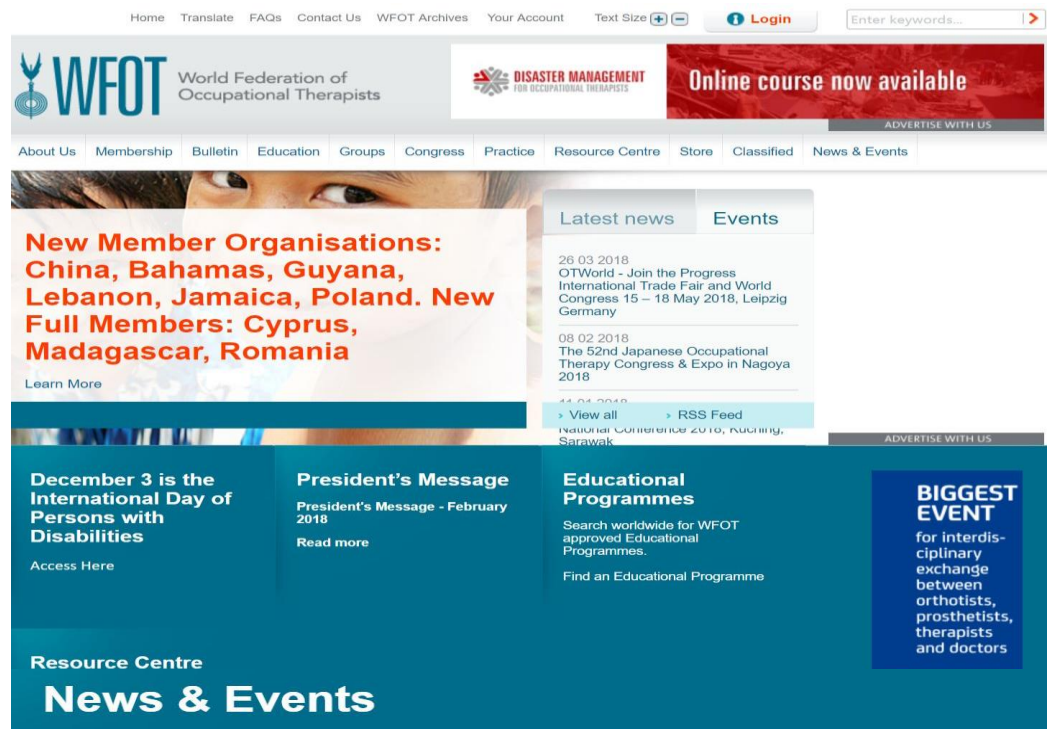 Home Translate FAQs Contact Us WFOT Archives Your Account Text Size + − Login Enter keywords...
WFOT
World Federation of
Occupational Therapists
DISASTER MANAGEMENT
FOR OCCUPATIONAL THERAPISTS
Online course now available
ADVERTISE WITH US
About Us Membership Bulletin Education Groups Congress Practice Resource Centre Store Classified News & Events
New Member Organisations:
China, Bahamas, Guyana,
Lebanon, Jamaica, Poland. New
Full Members: Cyprus,
Madagascar, Romania
Learn More
Latest news Events
26 03 2018
OTWorld - Join the Progress
International Trade Fair and World
Congress 15 – 18 May 2018, Leipzig
Germany
08 02 2018
The 52nd Japanese Occupational
Therapy Congress & Expo in Nagoya
2018
11 01 2018
› View all › RSS Feed
National Conference 2018, Kuching,
Sarawak
ADVERTISE WITH US
December 3 is the
International Day of
Persons with
Disabilities
Access Here
President's Message
President's Message - February
2018
Read more
Educational
Programmes
Search worldwide for WFOT
approved Educational
Programmes.
Find an Educational Programme
BIGGEST
EVENT
for interdis-
ciplinary
exchange
between
orthotists,
prosthetists,
therapists
and doctors
Resource Centre
News & Events